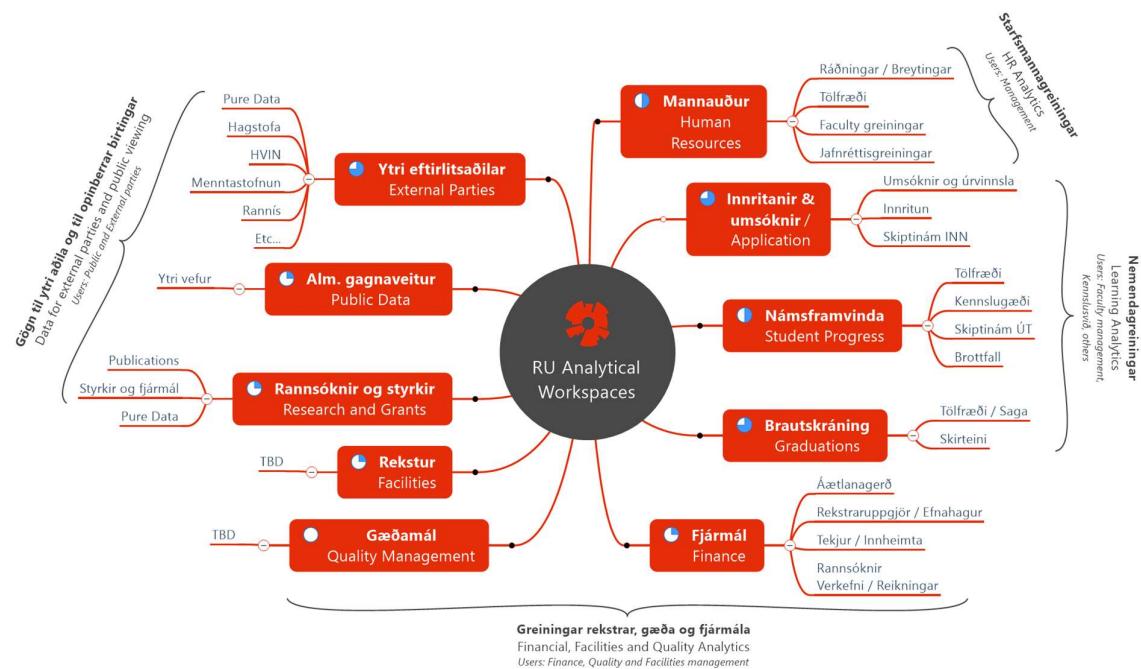 RU Analytical
Workspaces
Mannauður
Human
Resources
Ráðningar / Breytingar
Tölfræði
Faculty greiningar
Jafnréttisgreiningar
Starfsmannagreiningar
HR Analytics
Users: Management
Innritanir &
umsóknir /
Application
Umsóknir og úrvinnsla
Innritun
Skiptinám INN
Námsframvinda
Student Progress
Tölfræði
Kennslugæði
Skiptinám ÚT
Brottfall
Brautskráning
Graduations
Tölfræði / Saga
Skirteini
Nemendagreiningar
Learning Analytics
Users: Faculty management,
Kennslusvið, others
Fjármál
Finance
Áætlanagerð
Rekstraruppgjör / Efnahagur
Tekjur / Innheimta
Rannsóknir
Verkefni / Reikningar
Ytri eftirlitsaðilar
External Parties
Pure Data
Hagstofa
HVIN
Menntastofnun
Rannís
Etc...
Alm. gagnaveitur
Public Data
Ytri vefur
Rannsóknir og styrkir
Research and Grants
Publications
Styrkir og fjármál
Pure Data
Gögn til ytri aðila og til opinberrar birtingar
Data for external parties and public viewing
Users: Public and External parties
Rekstur
Facilities
TBD
Gæðamál
Quality Management
TBD
Greiningar rekstrar, gæða og fjármála
Financial, Facilities and Quality Analytics
Users: Finance, Quality and Facilities management